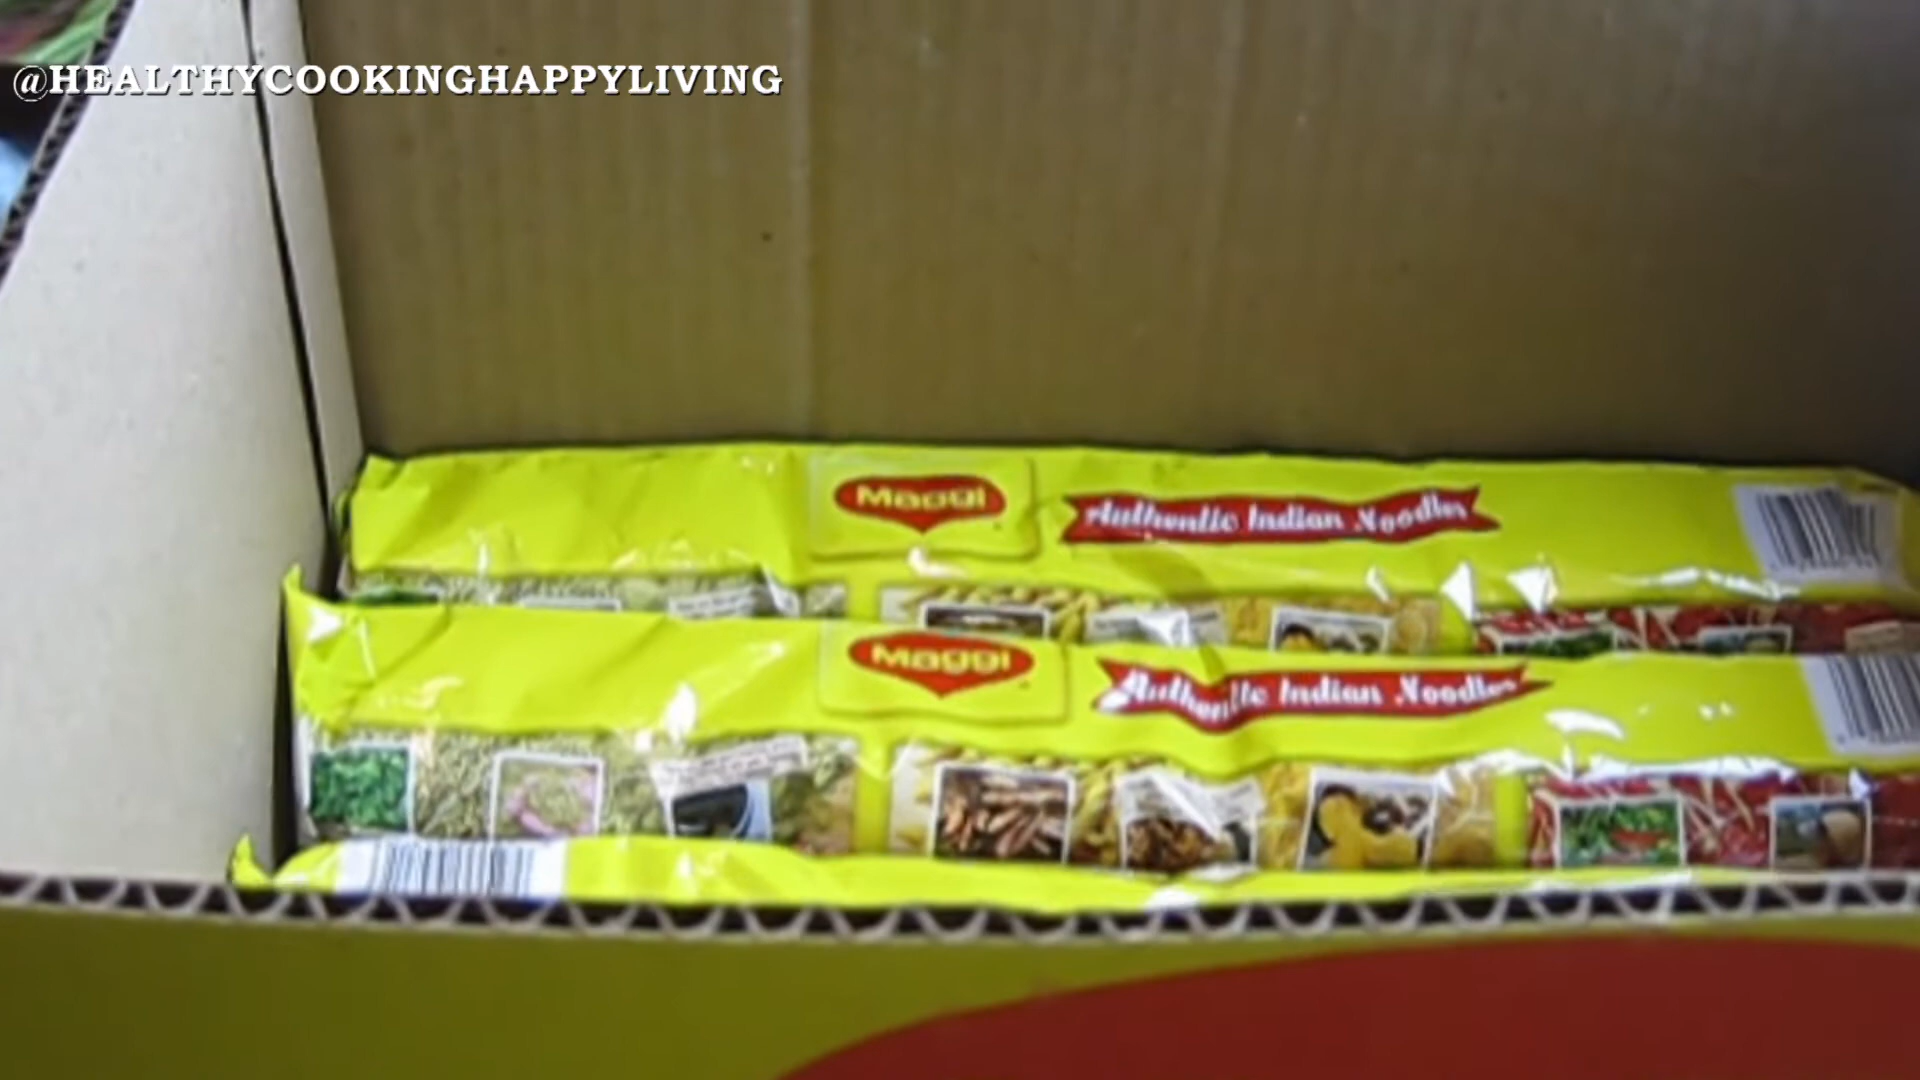 @HEALTHYCOOKINGHAPPYLIVING
Maggi
Authentic Indian Noodles
Maggi
Authentic Indian Noodles